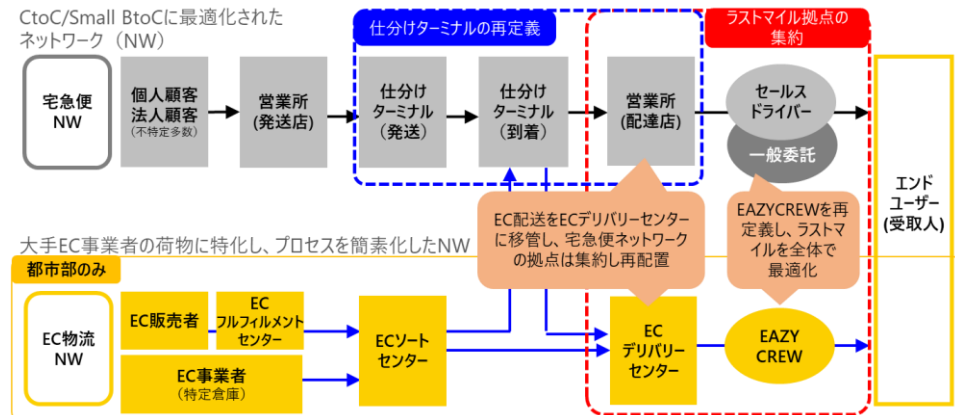 CtoC/Small BtoCに最適化された
ネットワーク（NW）
仕分けターミナルの再定義
ラストマイル拠点の
集約
宅急便
NW
個人顧客
法人顧客
（不特定多数）
営業所
(発送店)
仕分け
ターミナル
（発送）
仕分け
ターミナル
（到着）
営業所
(配達店)
セールス
ドライバー
一般委託
エンド
ユーザー
(受取人)
EC配送をECデリバリーセンター
に移管し、宅急便ネットワーク
の拠点は集約し再配置
EAZYCREWを再
定義し、ラストマ
イルを全体で
最適化
大手EC事業者の荷物に特化し、プロセスを簡素化したNW
都市部のみ
EC物流
NW
EC販売者
EC
フルフィルメント
センター
EC事業者
（特定倉庫）
ECソート
センター
EC
デリバリー
センター
EAZY
CREW